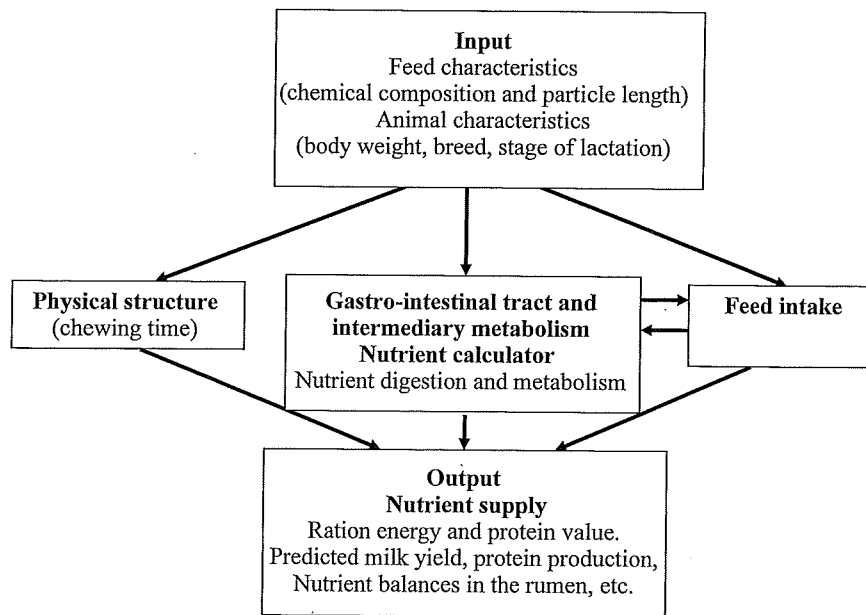 Input
Feed characteristics
(chemical composition and particle length)
Animal characteristics
(body weight, breed, stage of lactation)
Physical structure
(chewing time)
Gastro-intestinal tract and
intermediary metabolism
Nutrient calculator
Nutrient digestion and metabolism
Feed intake
Output
Nutrient supply
Ration energy and protein value.
Predicted milk yield, protein production,
Nutrient balances in the rumen, etc.